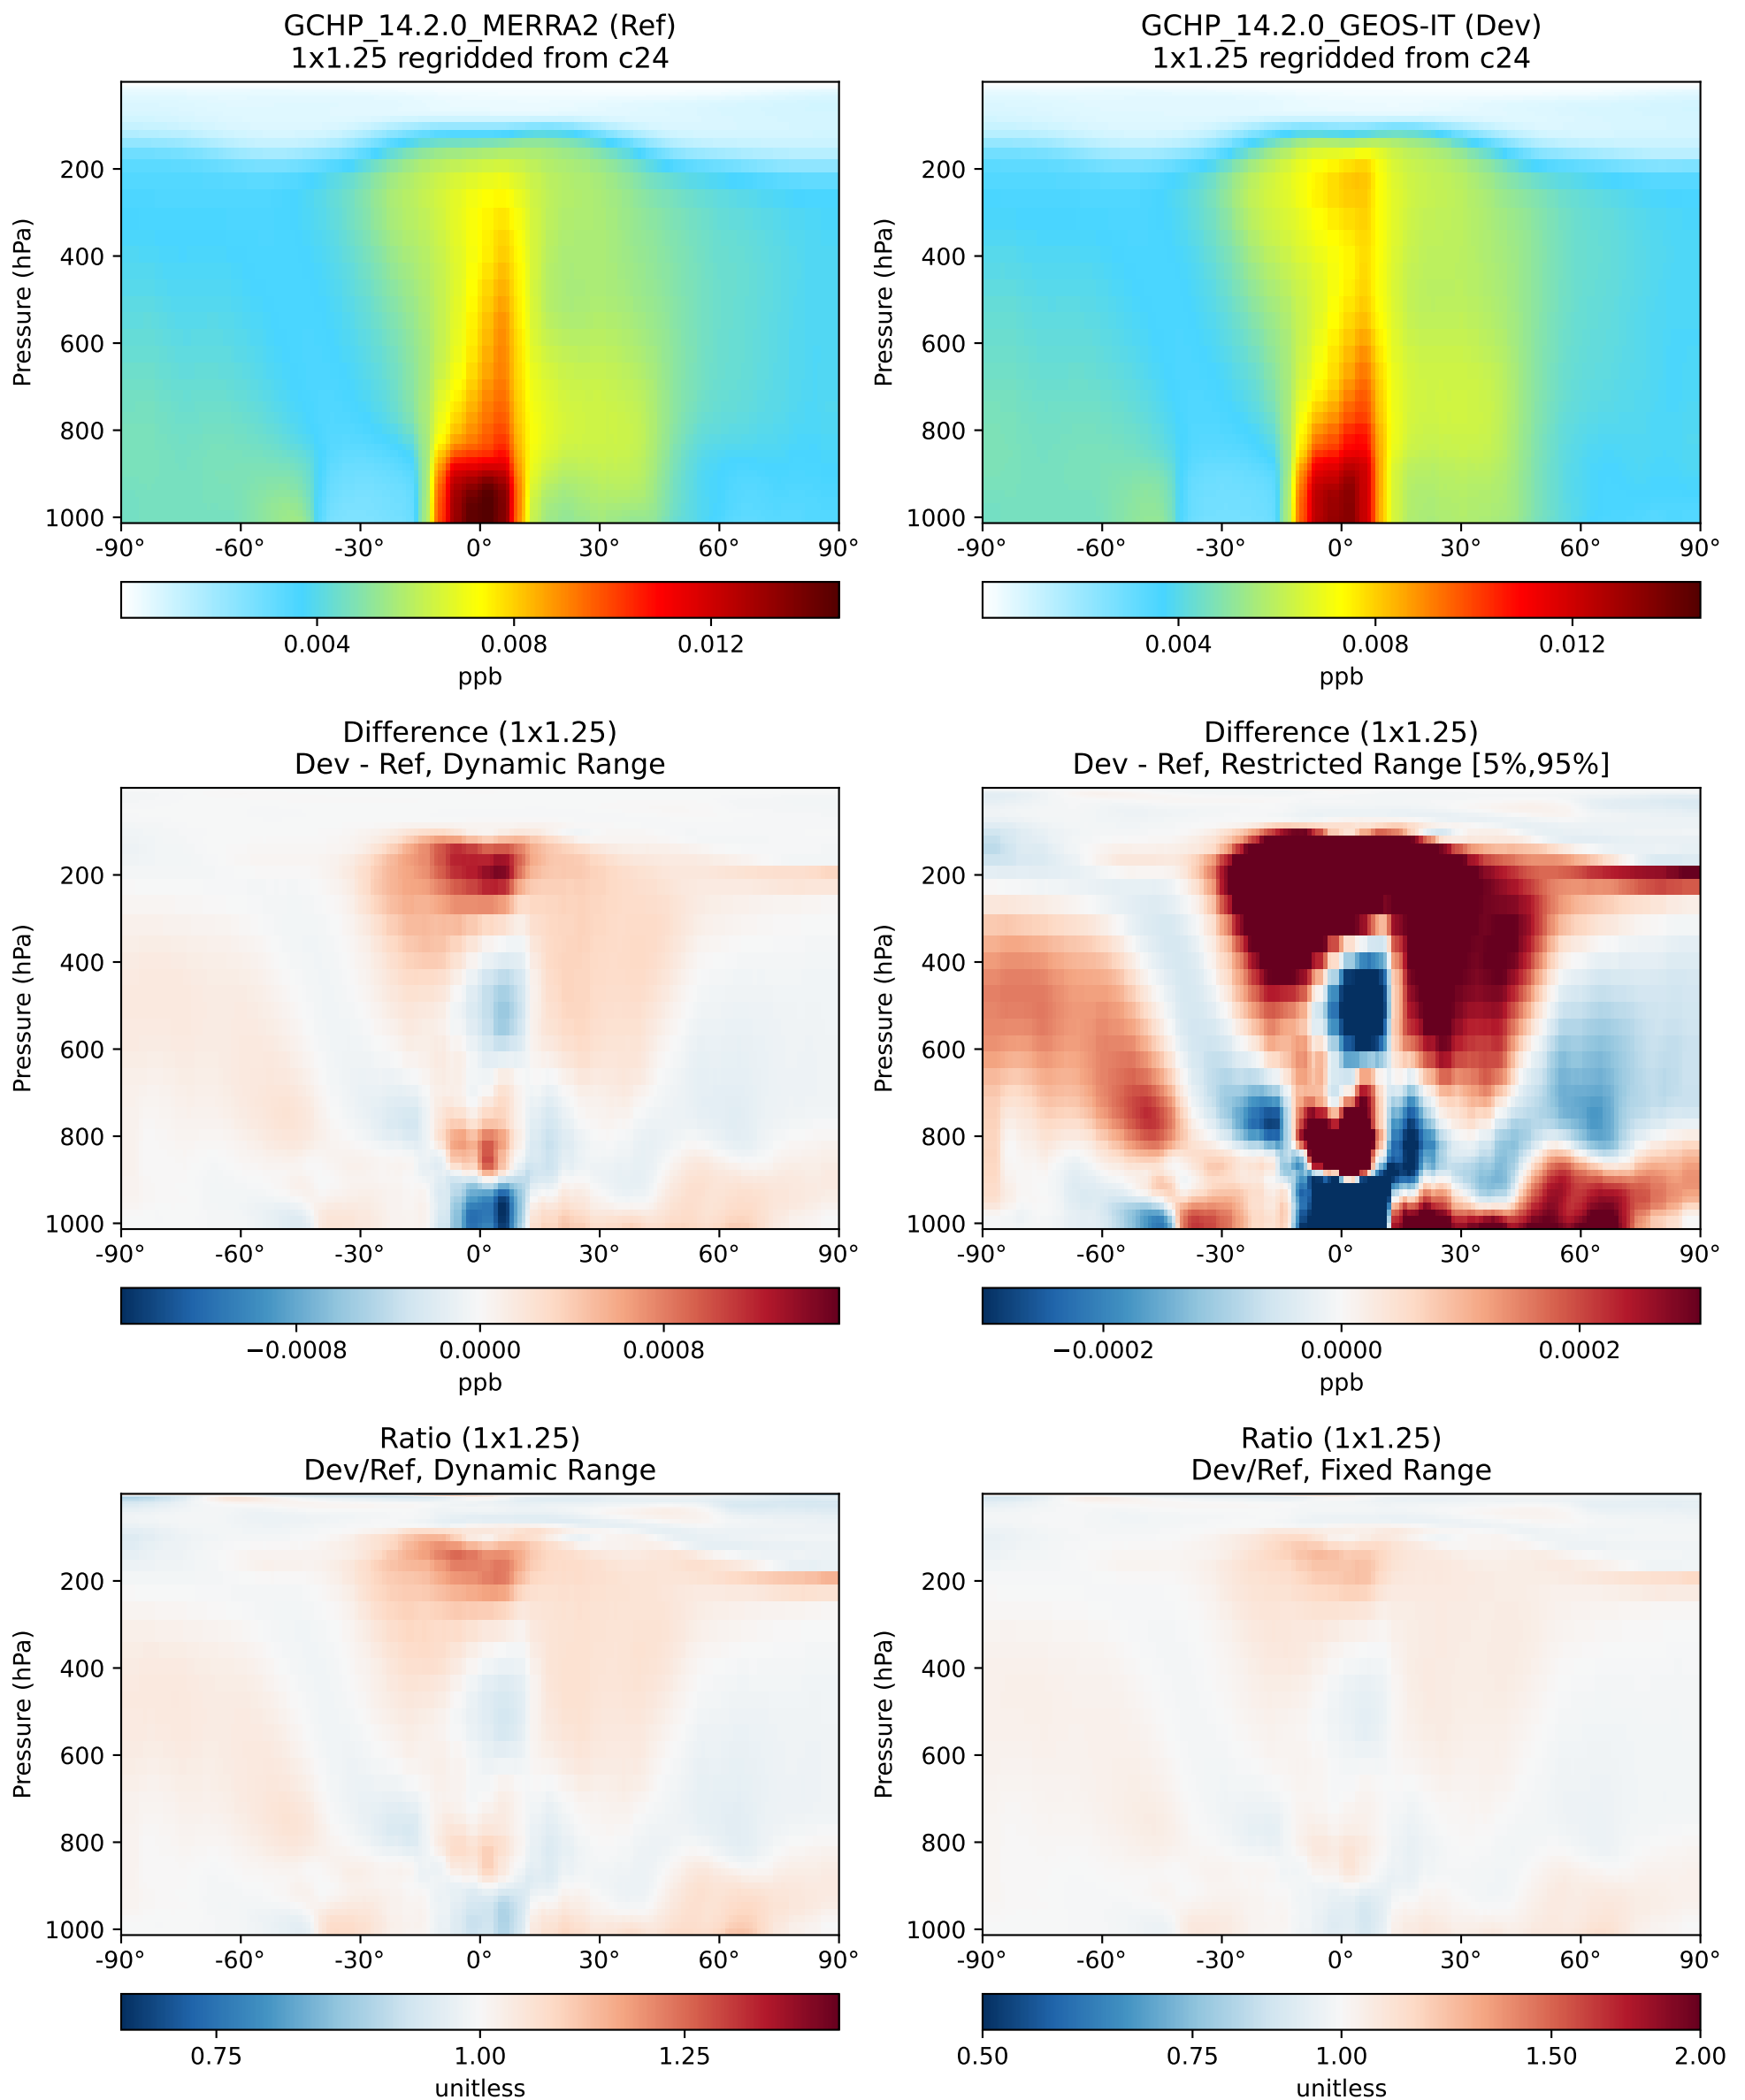 GCHP_14.2.0_MERRA2 (Ref)
1x1.25 regridded from c24
Pressure (hPa)
200
400
600
800
1000
-90° -60° -30° 0° 30° 60° 90°
0.004 0.008 0.012
ppb
GCHP_14.2.0_GEOS-IT (Dev)
1x1.25 regridded from c24
Pressure (hPa)
200
400
600
800
1000
-90° -60° -30° 0° 30° 60° 90°
0.004 0.008 0.012
ppb
Difference (1x1.25)
Dev - Ref, Dynamic Range
Pressure (hPa)
200
400
600
800
1000
-90° -60° -30° 0° 30° 60° 90°
−0.0008 0.0000 0.0008
ppb
Difference (1x1.25)
Dev - Ref, Restricted Range [5%,95%]
Pressure (hPa)
200
400
600
800
1000
-90° -60° -30° 0° 30° 60° 90°
−0.0002 0.0000 0.0002
ppb
Ratio (1x1.25)
Dev/Ref, Dynamic Range
Pressure (hPa)
200
400
600
800
1000
-90° -60° -30° 0° 30° 60° 90°
0.75 1.00 1.25
unitless
Ratio (1x1.25)
Dev/Ref, Fixed Range
Pressure (hPa)
200
400
600
800
1000
-90° -60° -30° 0° 30° 60° 90°
0.50 0.75 1.00 1.50 2.00
unitless